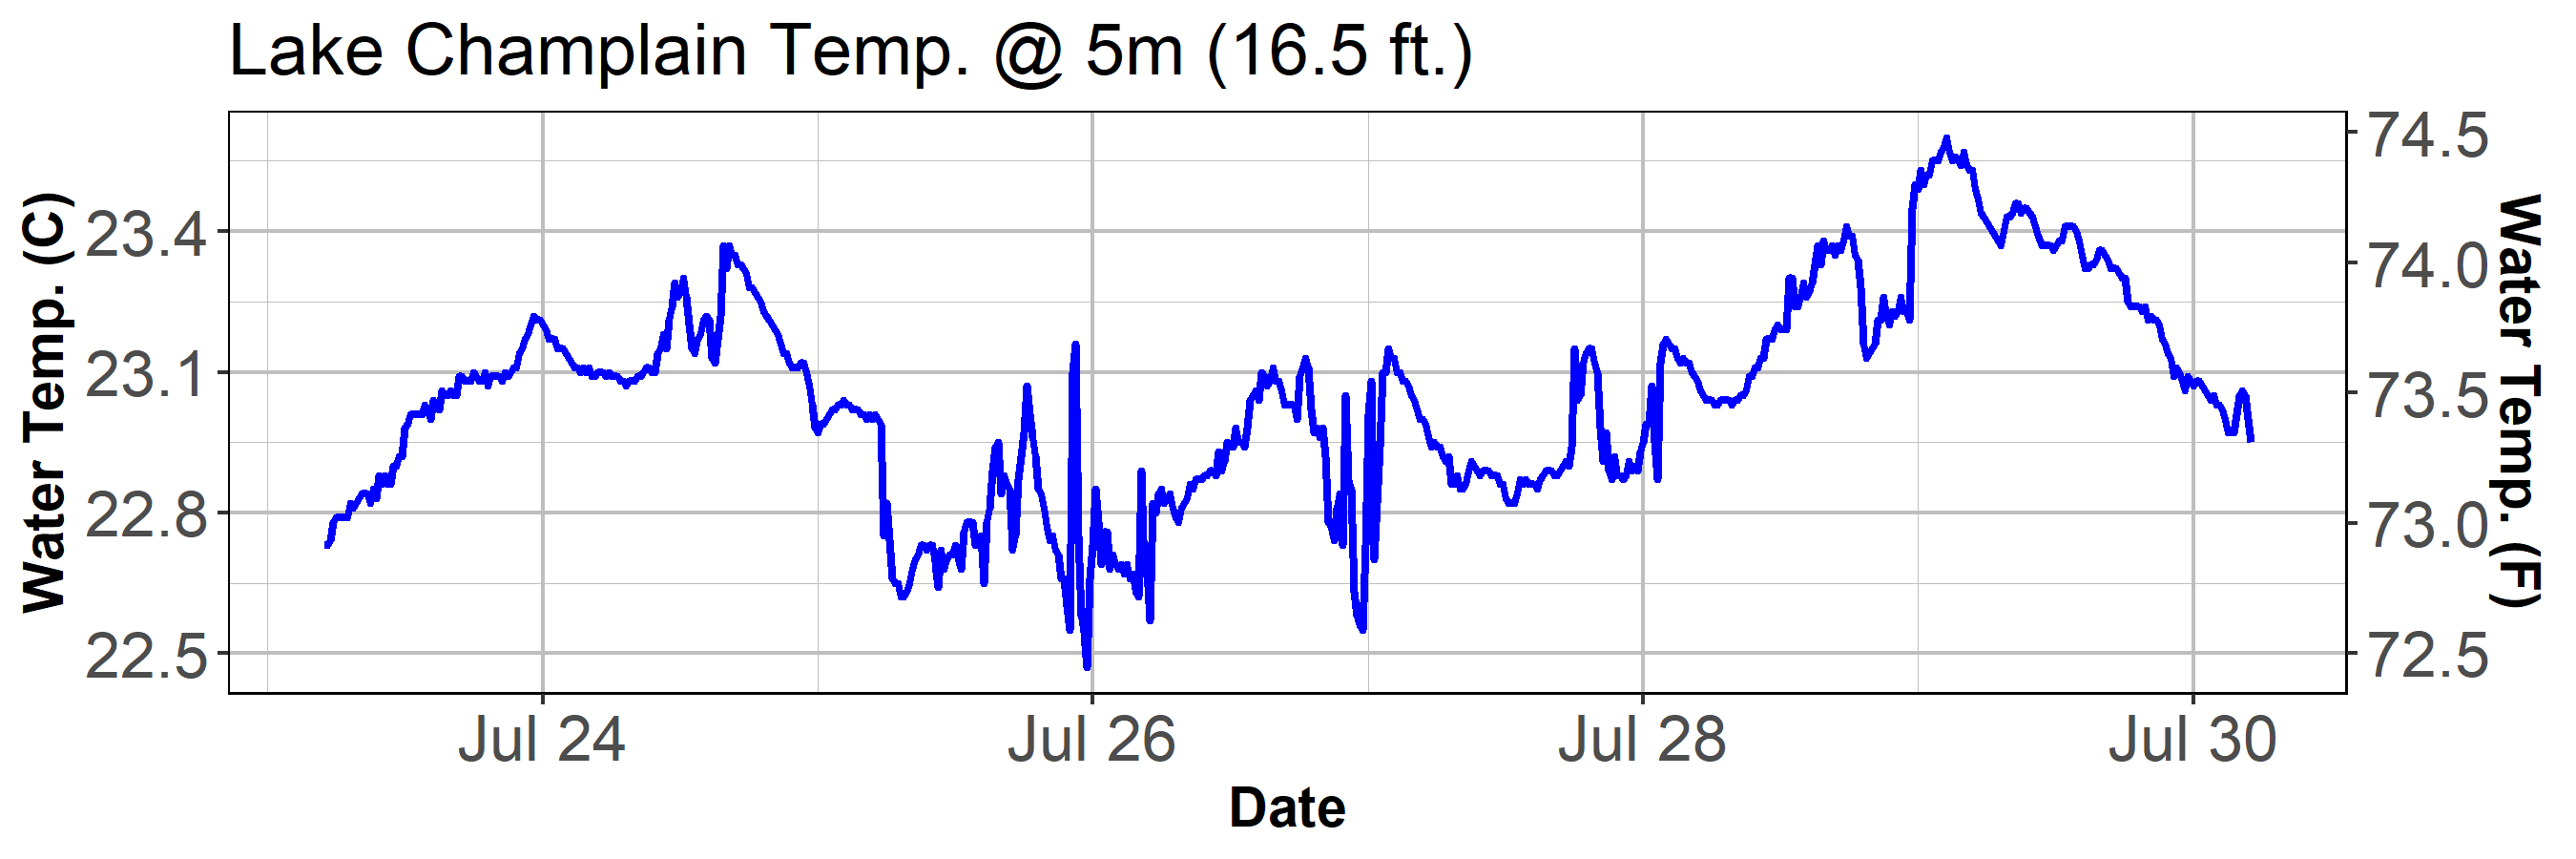 Lake Champlain Temp. @ 5m (16.5 ft.)
Water Temp. (C)
23.4
23.1
22.8
22.5
74.5
74.0
73.5
73.0
72.5
Water Temp. (F)
Jul 24 Jul 26 Jul 28 Jul 30
Date